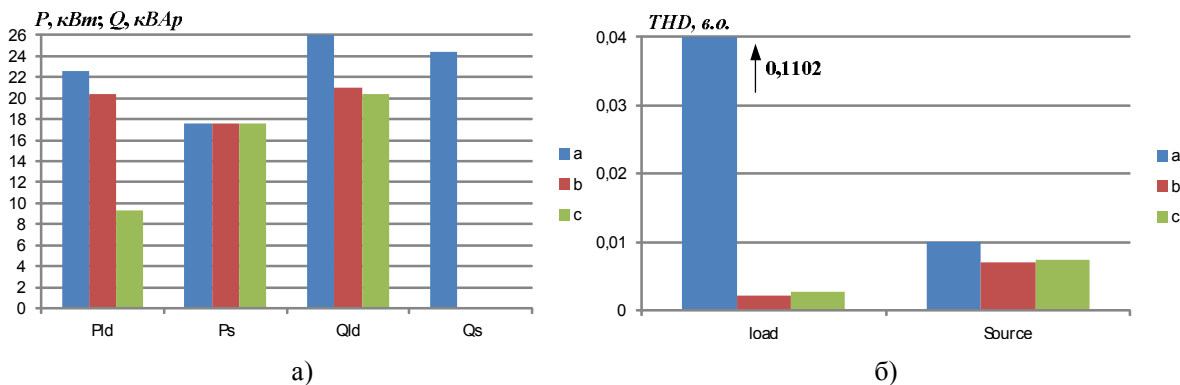 P, кВт; Q, кВАр
26
24
22
20
18
16
14
12
10
8
6
4
2
0
Pld
Ps
Qld
Qs
a
b
c
а)
THD, в.о.
0,04
0,03
0,02
0,01
0
0,1102
load
Source
a
b
c
б)